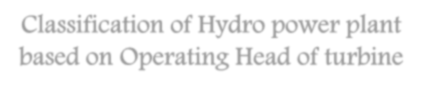 Classification of Hydro power plant
based on Operating Head of turbine